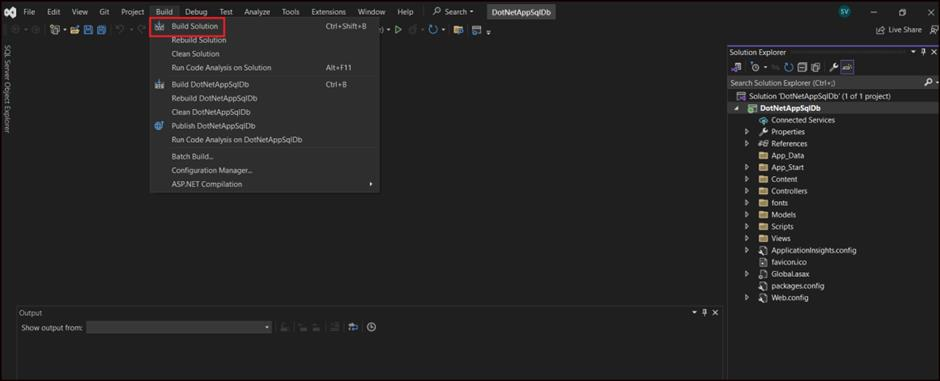 File Edit View Git Project Build Debug Test Analyze Tools Extensions Window Help Search DotNetAppSqlDb SV
Live Share
SQL Server Object Explorer
Build Solution Ctrl+Shift+B
Rebuild Solution
Clean Solution
Run Code Analysis on Solution Alt+F11
Build DotNetAppSqlDb Ctrl+B
Rebuild DotNetAppSqlDb
Clean DotNetAppSqlDb
Publish DotNetAppSqlDb
Run Code Analysis on DotNetAppSqlDb
Batch Build...
Configuration Manager...
ASP.NET Compilation
Solution Explorer
Search Solution Explorer (Ctrl+;)
Solution 'DotNetAppSqlDb' (1 of 1 project)
DotNetAppSqlDb
Connected Services
Properties
References
App_Data
App_Start
Content
Controllers
fonts
Models
Scripts
Views
ApplicationInsights.config
favicon.ico
Global.asax
packages.config
Web.config
Output
Show output from: